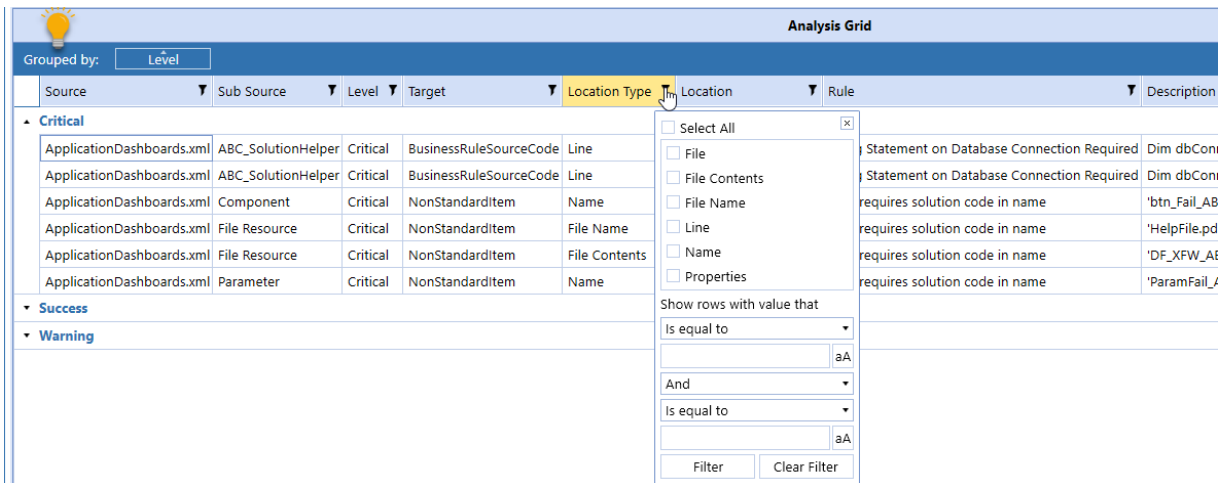 Analysis Grid
Grouped by: Level
Source Sub Source Level Target Location Type Location Rule Description
Critical
ApplicationDashboards.xml ABC_SolutionHelper Critical BusinessRuleSourceCode Line Statement on Database Connection Required Dim dbConn
ApplicationDashboards.xml ABC_SolutionHelper Critical BusinessRuleSourceCode Line Statement on Database Connection Required Dim dbConn
ApplicationDashboards.xml Component Critical NonStandardItem Name requires solution code in name 'btn_Fail_AB
ApplicationDashboards.xml File Resource Critical NonStandardItem File Name requires solution code in name 'HelpFile.pd
ApplicationDashboards.xml File Resource Critical NonStandardItem File Contents requires solution code in name 'DF_XFW_AB
ApplicationDashboards.xml Parameter Critical NonStandardItem Name requires solution code in name 'ParamFail_A
Success
Warning
Select All
File
File Contents
File Name
Line
Name
Properties
Show rows with value that
Is equal to
aA
And
Is equal to
aA
Filter Clear Filter